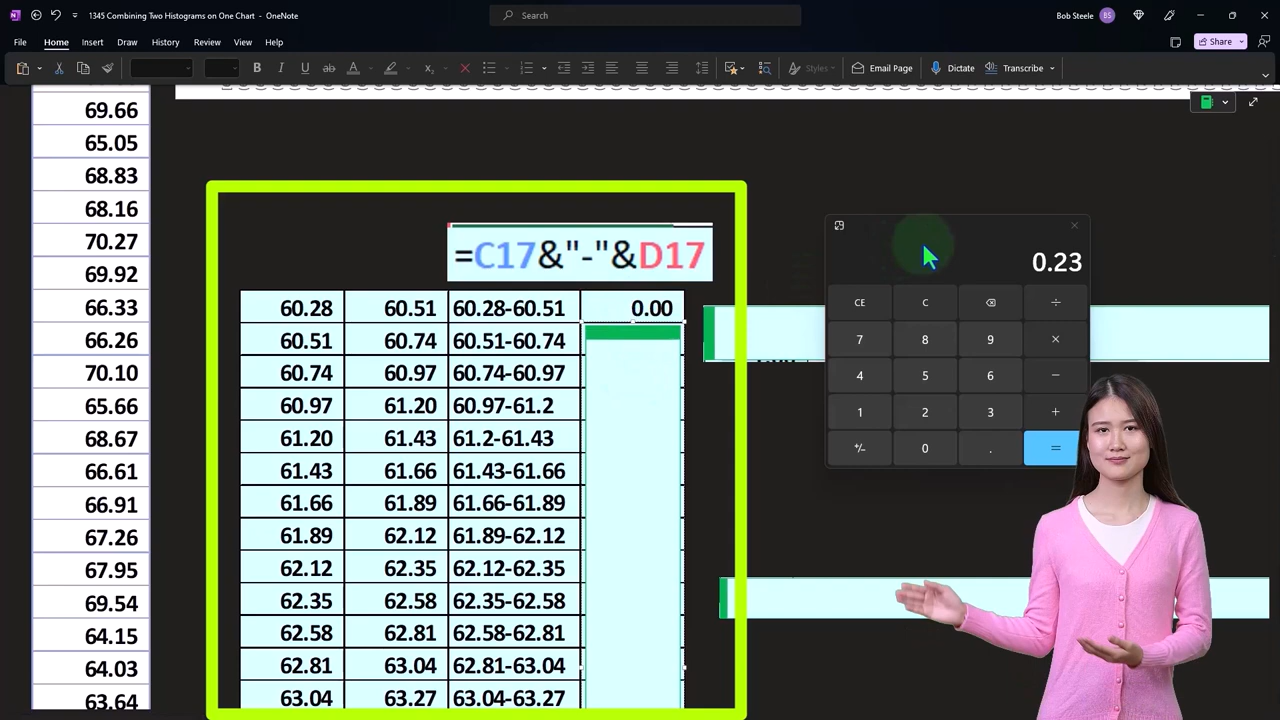 1345 Combining Two Histograms on One Chart - OneNote
Search
Bob Steele BS
File Home Insert Draw History Review View Help
Share
B I U ab A x Email Page Styles Dictate Transcribe
69.66
65.05
68.83
68.16
70.27
69.92
66.33
66.26
70.10
65.66
68.67
66.61
66.91
67.26
67.95
69.54
64.15
64.03
63.64
=C17&"-"&D17
60.28 60.51 60.28-60.51 0.00
60.51 60.74 60.51-60.74
60.74 60.97 60.74-60.97
60.97 61.20 60.97-61.2
61.20 61.43 61.2-61.43
61.43 61.66 61.43-61.66
61.66 61.89 61.66-61.89
61.89 62.12 61.89-62.12
62.12 62.35 62.12-62.35
62.35 62.58 62.35-62.58
62.58 62.81 62.58-62.81
62.81 63.04 62.81-63.04
63.04 63.27 63.04-63.27
0.23
CE C ÷
7 8 9 ×
4 5 6 −
1 2 3 +
+/− 0 . =